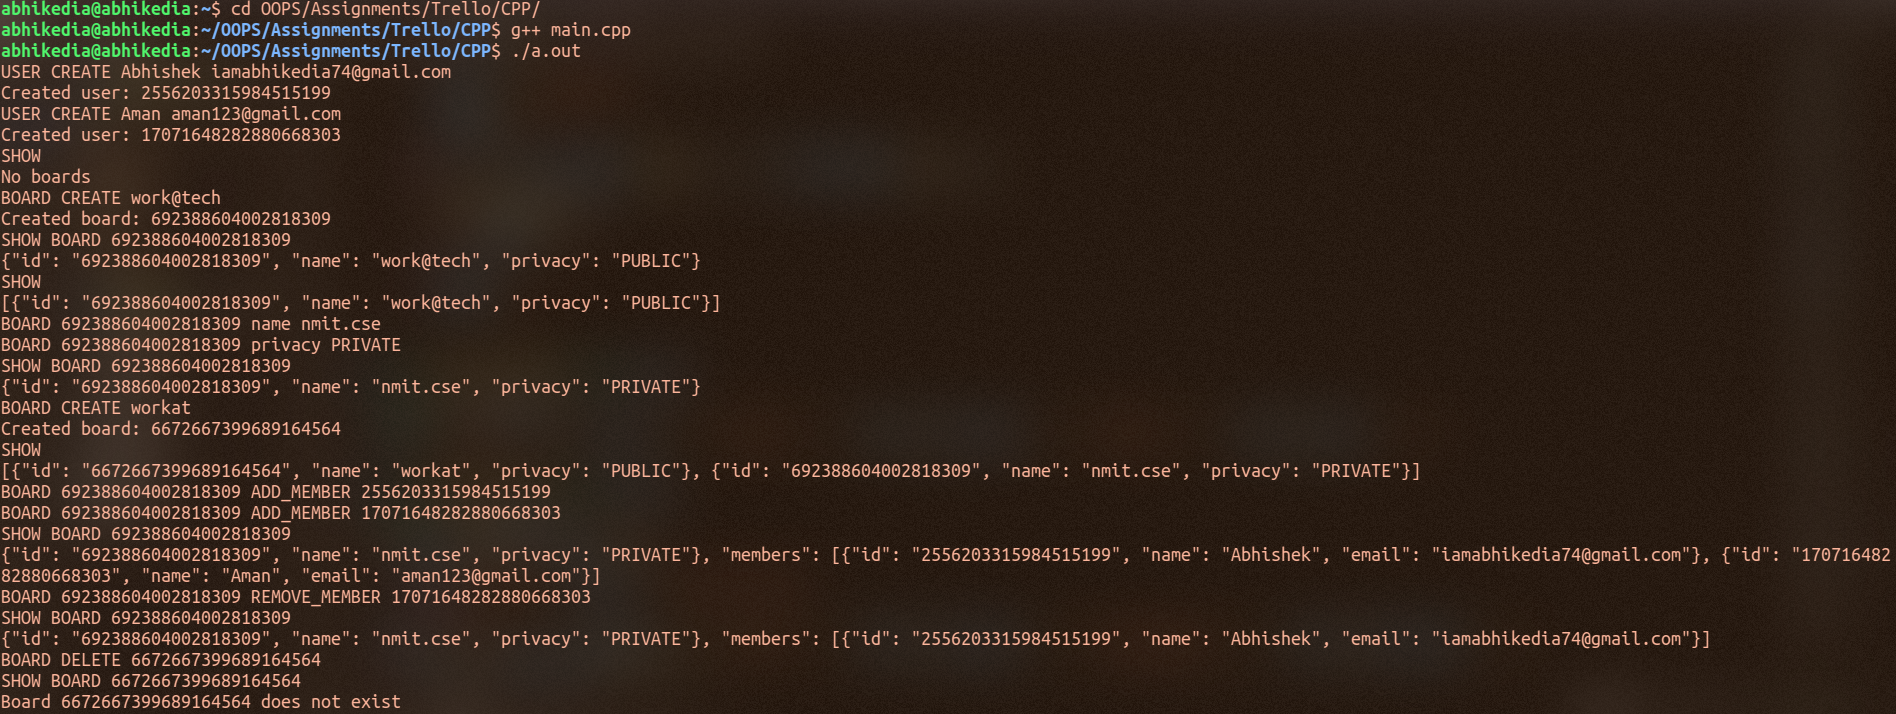 abhikedia@abhikedia:~$ cd OOPS/Assignments/Trello/CPP/
abhikedia@abhikedia:~/OOPS/Assignments/Trello/CPP$ g++ main.cpp
abhikedia@abhikedia:~/OOPS/Assignments/Trello/CPP$ ./a.out
USER CREATE Abhishek iamabhikedia74@gmail.com
Created user: 2556203315984515199
USER CREATE Aman aman123@gmail.com
Created user: 17071648282880668303
SHOW
No boards
BOARD CREATE work@tech
Created board: 692388604002818309
SHOW BOARD 692388604002818309
{"id": "692388604002818309", "name": "work@tech", "privacy": "PUBLIC"}
SHOW
[{"id": "692388604002818309", "name": "work@tech", "privacy": "PUBLIC"}]
BOARD 692388604002818309 name nmit.cse
BOARD 692388604002818309 privacy PRIVATE
SHOW BOARD 692388604002818309
{"id": "692388604002818309", "name": "nmit.cse", "privacy": "PRIVATE"}
BOARD CREATE workat
Created board: 6672667399689164564
SHOW
[{"id": "6672667399689164564", "name": "workat", "privacy": "PUBLIC"}, {"id": "692388604002818309", "name": "nmit.cse", "privacy": "PRIVATE"}]
BOARD 692388604002818309 ADD_MEMBER 2556203315984515199
BOARD 692388604002818309 ADD_MEMBER 17071648282880668303
SHOW BOARD 692388604002818309
{"id": "692388604002818309", "name": "nmit.cse", "privacy": "PRIVATE"}, "members": [{"id": "2556203315984515199", "name": "Abhishek", "email": "iamabhikedia74@gmail.com"}, {"id": "170716482
82880668303", "name": "Aman", "email": "aman123@gmail.com"}]
BOARD 692388604002818309 REMOVE_MEMBER 17071648282880668303
SHOW BOARD 692388604002818309
{"id": "692388604002818309", "name": "nmit.cse", "privacy": "PRIVATE"}, "members": [{"id": "2556203315984515199", "name": "Abhishek", "email": "iamabhikedia74@gmail.com"}]
BOARD DELETE 6672667399689164564
SHOW BOARD 6672667399689164564
Board 6672667399689164564 does not exist